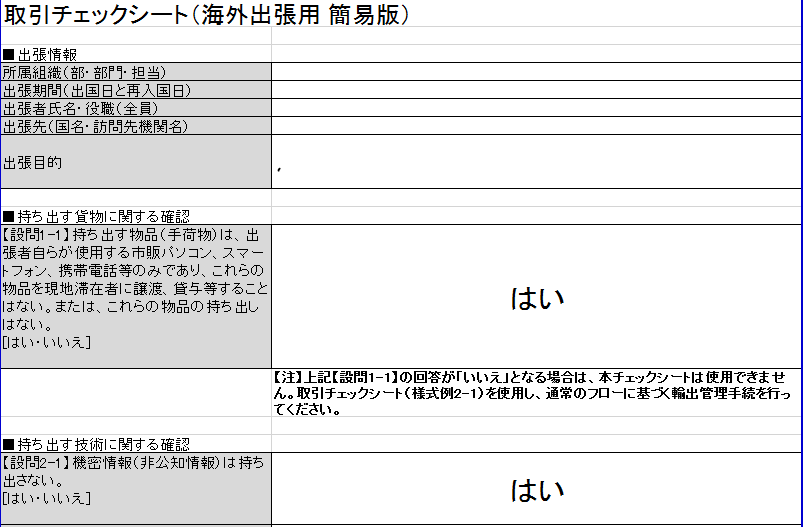 取引チェックシート（海外出張用 簡易版）
■出張情報
所属組織（部・部門・担当）
出張期間（出国日と再入国日）
出張者氏名・役職（全員）
出張先（国名・訪問先機関名）
出張目的
，
■持ち出す貨物に関する確認
【設問1-1】持ち出す物品（手荷物）は、出
張者自らが使用する市販パソコン、スマー
トフォン、携帯電話等のみであり、これらの
物品を現地滞在者に譲渡、貸与等すること
はない。または、これらの物品の持ち出し
はない。
[はい・いいえ]
はい
【注】上記【設問1-1】の回答が「いいえ」となる場合は、本チェックシートは使用できませ
ん。取引チェックシート（様式例2-1）を使用し、通常のフローに基づく輸出管理手続を行っ
てください。
■持ち出す技術に関する確認
【設問2-1】機密情報（非公知情報）は持ち
出さない。
[はい・いいえ]
はい